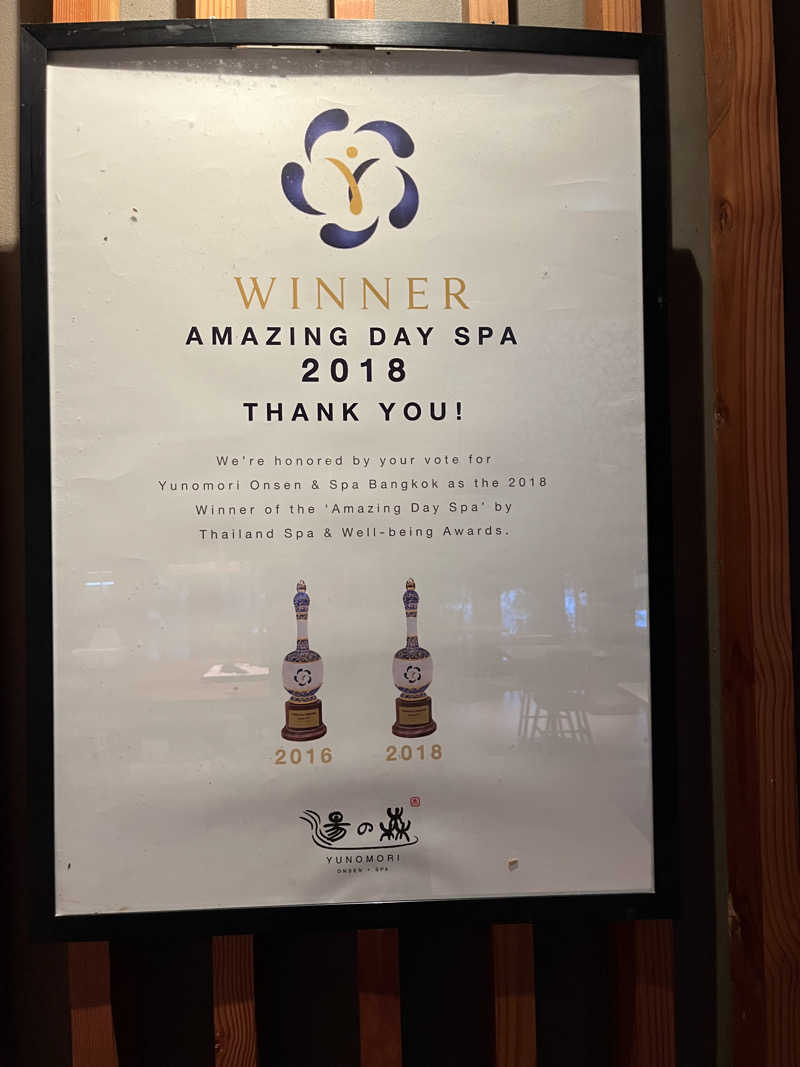 WINNER
AMAZING DAY SPA
2018
THANK YOU!
We're honored by your vote for
Yunomori Onsen & Spa Bangkok as the 2018
Winner of the 'Amazing Day Spa' by
Thailand Spa & Well-being Awards.
2016 2018
湯の森
YUNOMORI
ONSEN + SPA